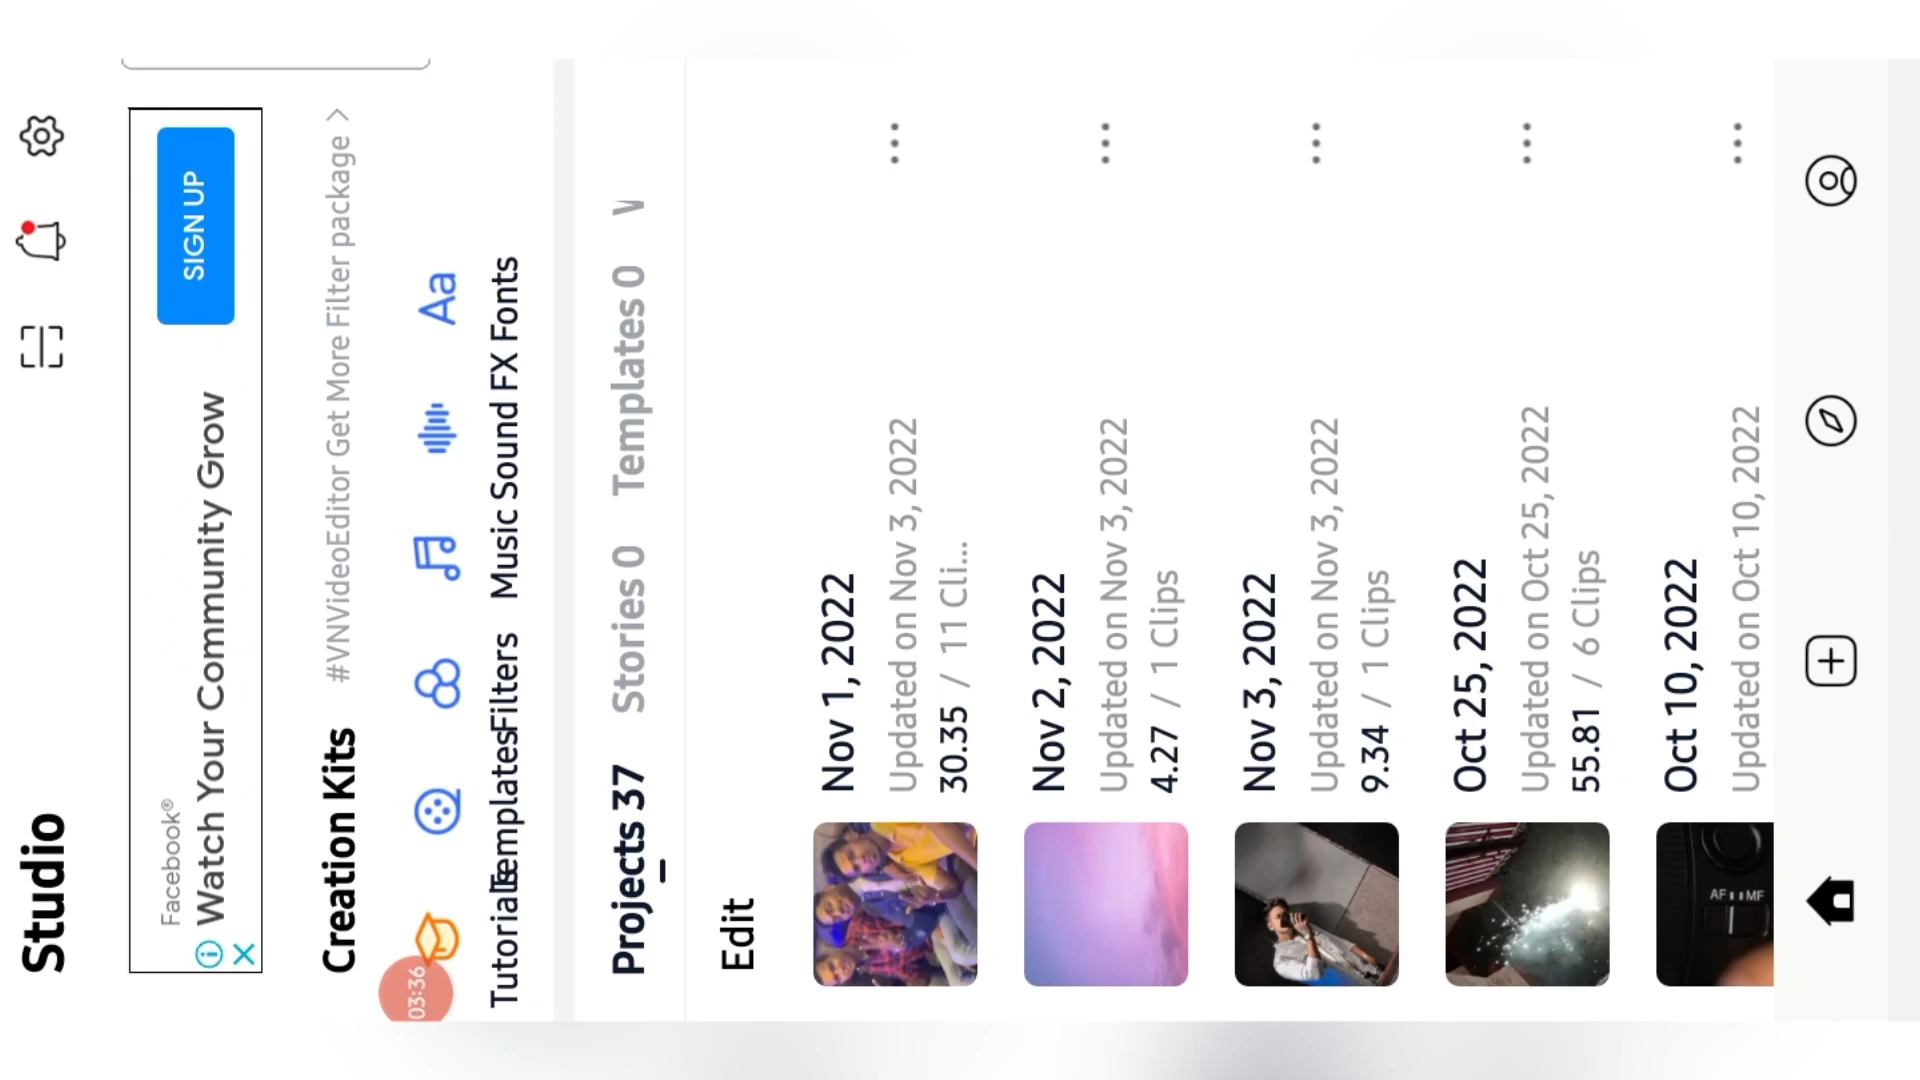 Studio
Facebook®
Watch Your Community Grow
SIGN UP
Creation Kits
#VNVideoEditor Get More Filter package >
03:36
Tutorials
Templates
Filters
Music
Sound FX
Fonts
Projects 37
Stories 0
Templates 0
Edit
Nov 1, 2022
Updated on Nov 3, 2022
30.35 / 11 Cli...
Nov 2, 2022
Updated on Nov 3, 2022
4.27 / 1 Clips
Nov 3, 2022
Updated on Nov 3, 2022
9.34 / 1 Clips
Oct 25, 2022
Updated on Oct 25, 2022
55.81 / 6 Clips
AF MF
Oct 10, 2022
Updated on Oct 10, 2022